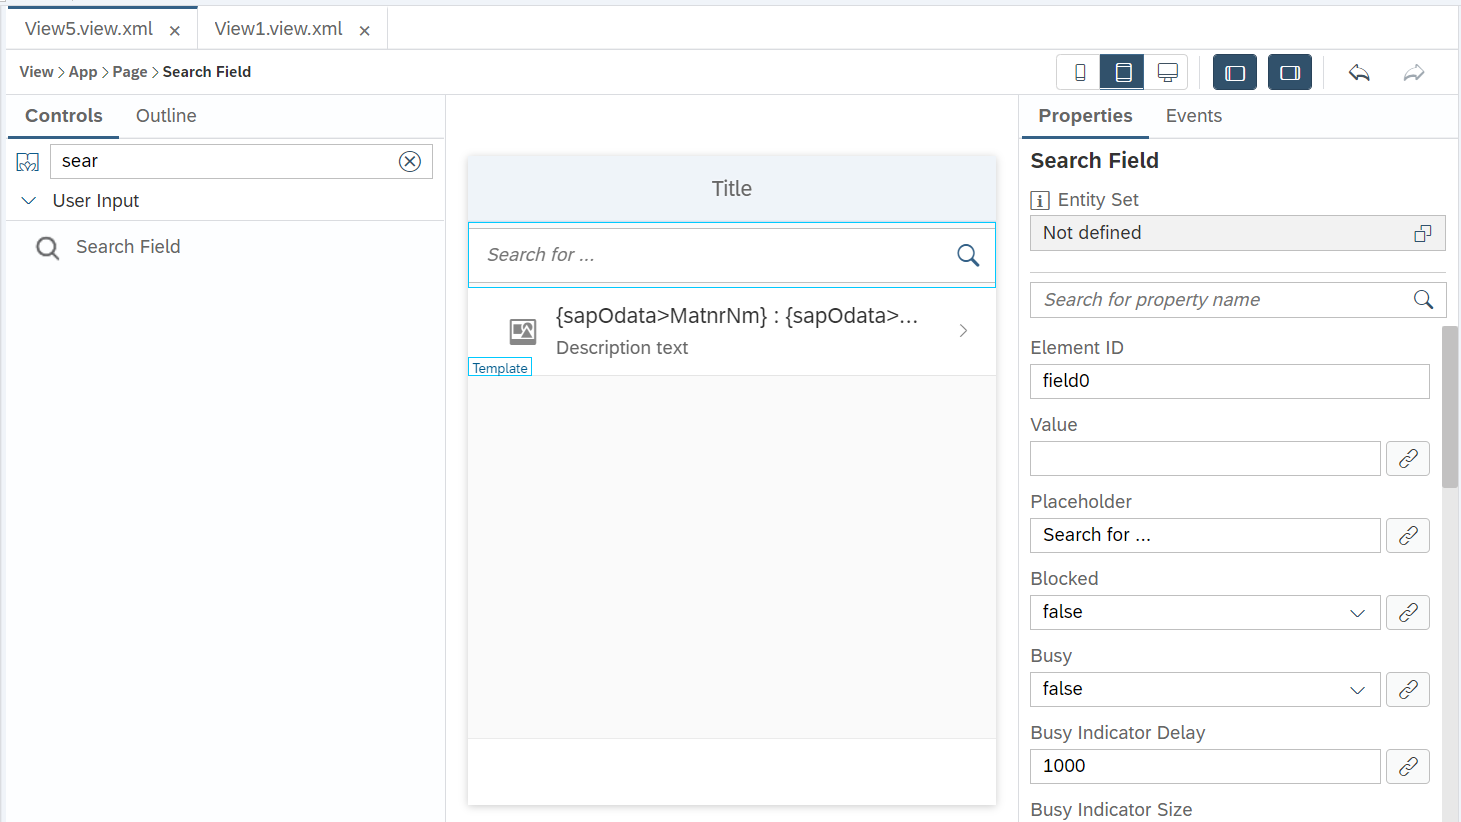 View5.view.xml × View1.view.xml ×
View > App > Page > Search Field
Controls Outline
sear
User Input
Search Field
Title
Search for ...
{sapOdata>MatnrNm} : {sapOdata>...
Description text
Template
Properties Events
Search Field
Entity Set
Not defined
Search for property name
Element ID
field0
Value
Placeholder
Search for ...
Blocked
false
Busy
false
Busy Indicator Delay
1000
Busy Indicator Size